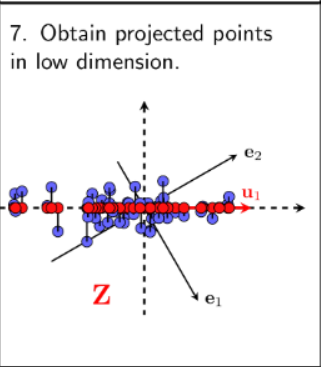 7. Obtain projected points
in low dimension.
e₂
u₁
Z
e₁